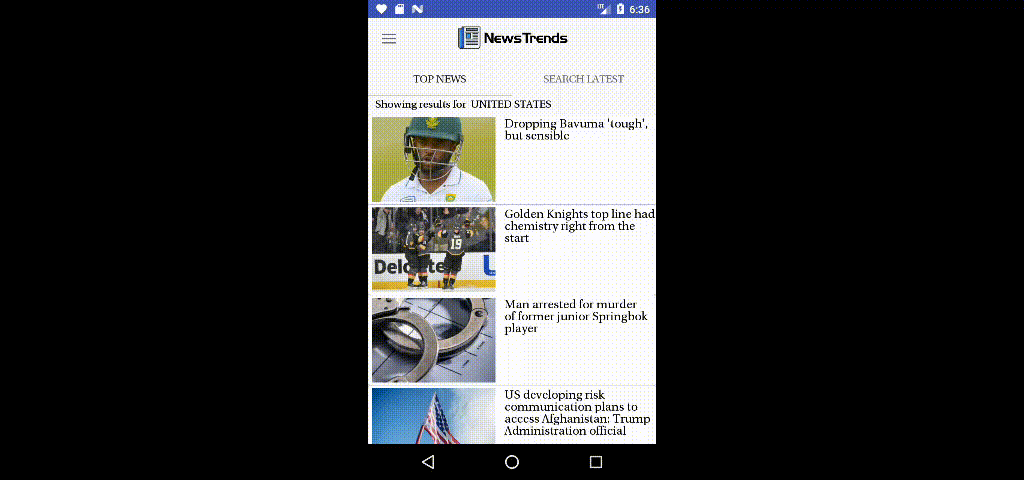 6:36
NewsTrends
TOP NEWS
SEARCH LATEST
Showing results for UNITED STATES
Dropping Bavuma 'tough',
but sensible
Golden Knights top line had
chemistry right from the
start
19
Man arrested for murder
of former junior Springbok
player
US developing risk
communication plans to
access Afghanistan: Trump
Administration official